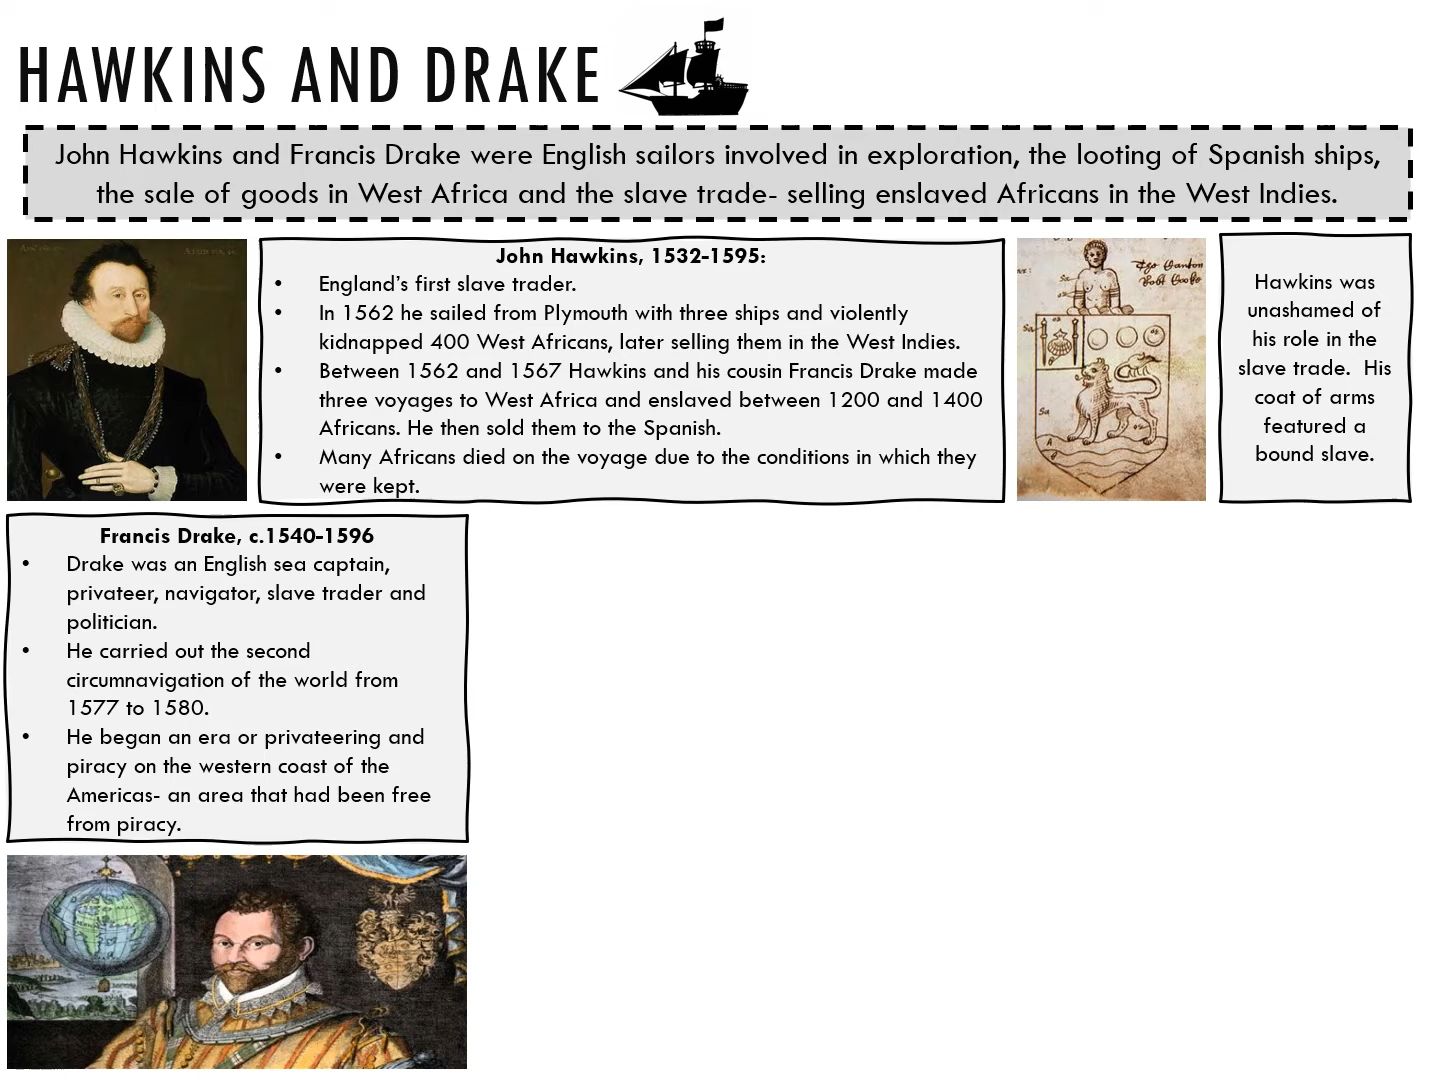 HAWKINS AND DRAKE
John Hawkins and Francis Drake were English sailors involved in exploration, the looting of Spanish ships,
the sale of goods in West Africa and the slave trade- selling enslaved Africans in the West Indies.
John Hawkins, 1532-1595:
• England's first slave trader.
• In 1562 he sailed from Plymouth with three ships and violently
kidnapped 400 West Africans, later selling them in the West Indies.
• Between 1562 and 1567 Hawkins and his cousin Francis Drake made
three voyages to West Africa and enslaved between 1200 and 1400
Africans. He then sold them to the Spanish.
• Many Africans died on the voyage due to the conditions in which they
were kept.
Hawkins was
unashamed of
his role in the
slave trade.  His
coat of arms
featured a
bound slave.
Francis Drake, c.1540-1596
• Drake was an English sea captain,
privateer, navigator, slave trader and
politician.
• He carried out the second
circumnavigation of the world from
1577 to 1580.
• He began an era or privateering and
piracy on the western coast of the
Americas- an area that had been free
from piracy.